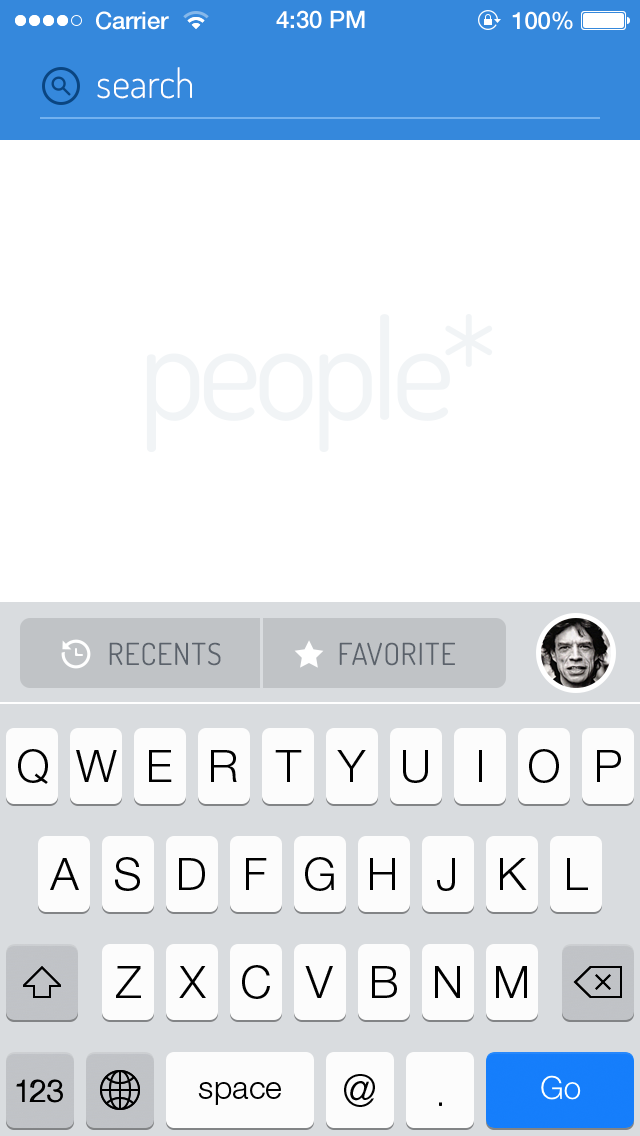 Carrier 4:30 PM 100%
search
people*
RECENTS FAVORITE
Q W E R T Y U I O P
A S D F G H J K L
Z X C V B N M
123 space @ . Go